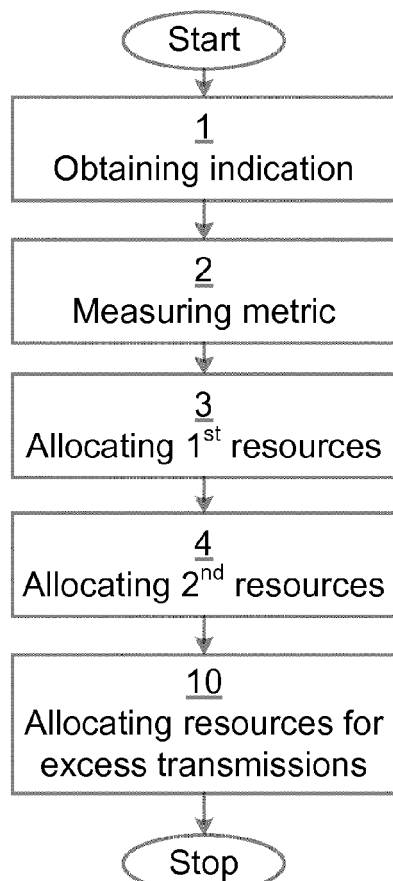 Start
1
Obtaining indication
2
Measuring metric
3
Allocating 1st resources
4
Allocating 2nd resources
10
Allocating resources for
excess transmissions
Stop